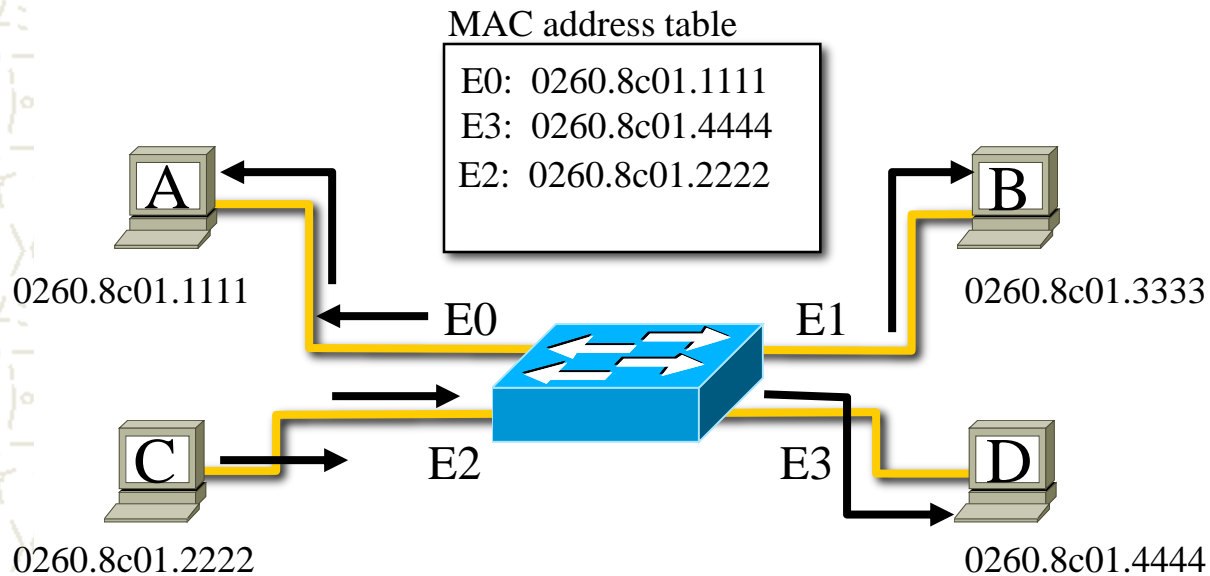 MAC address table
E0: 0260.8c01.1111
E3: 0260.8c01.4444
E2: 0260.8c01.2222
A
B
0260.8c01.1111
0260.8c01.3333
E0
E1
C
E2
E3
D
0260.8c01.2222
0260.8c01.4444